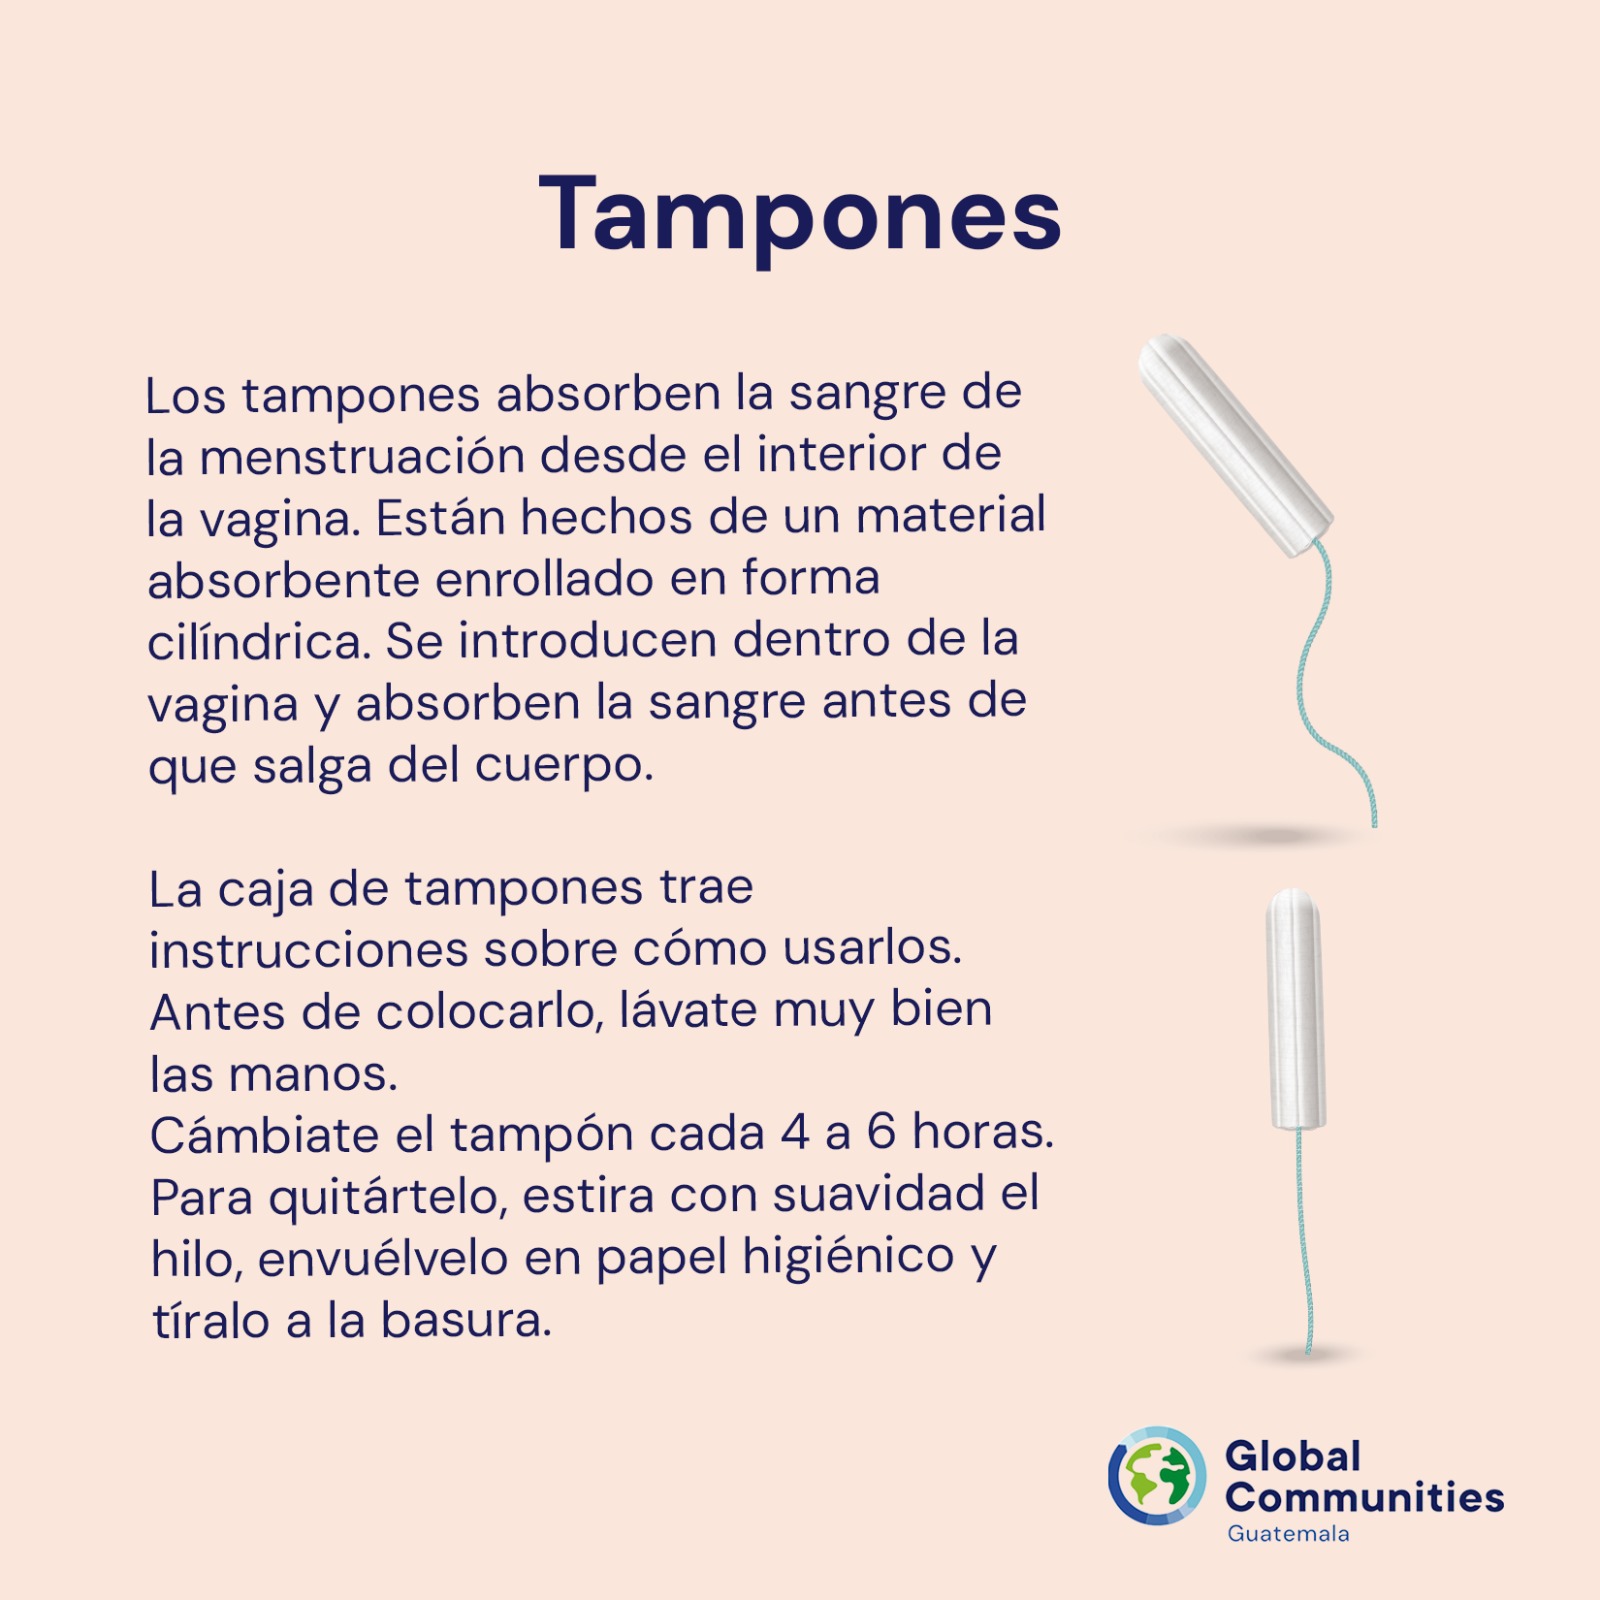 Tampones
Los tampones absorben la sangre de
la menstruación desde el interior de
la vagina. Están hechos de un material
absorbente enrollado en forma
cilíndrica. Se introducen dentro de la
vagina y absorben la sangre antes de
que salga del cuerpo.
La caja de tampones trae
instrucciones sobre cómo usarlos.
Antes de colocarlo, lávate muy bien
las manos.
Cámbiate el tampón cada 4 a 6 horas.
Para quitártelo, estira con suavidad el
hilo, envuélvelo en papel higiénico y
tíralo a la basura.
Global
Communities
Guatemala